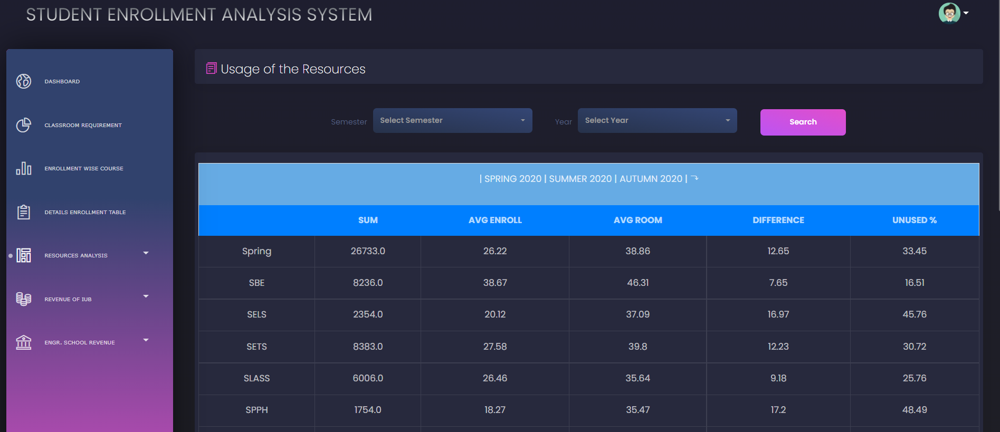 STUDENT ENROLLMENT ANALYSIS SYSTEM
DASHBOARD
CLASSROOM REQUIREMENT
ENROLLMENT WISE COURSE
DETAILS ENROLLMENT TABLE
RESOURCES ANALYSIS
REVENUE OF IUB
ENGR. SCHOOL REVENUE
Usage of the Resources
Semester Select Semester Year Select Year Search
| SPRING 2020 | SUMMER 2020 | AUTUMN 2020 | ⤵
SUM AVG ENROLL AVG ROOM DIFFERENCE UNUSED %
Spring 26733.0 26.22 38.86 12.65 33.45
SBE 8236.0 38.67 46.31 7.65 16.51
SELS 2354.0 20.12 37.09 16.97 45.76
SETS 8383.0 27.58 39.8 12.23 30.72
SLASS 6006.0 26.46 35.64 9.18 25.76
SPPH 1754.0 18.27 35.47 17.2 48.49